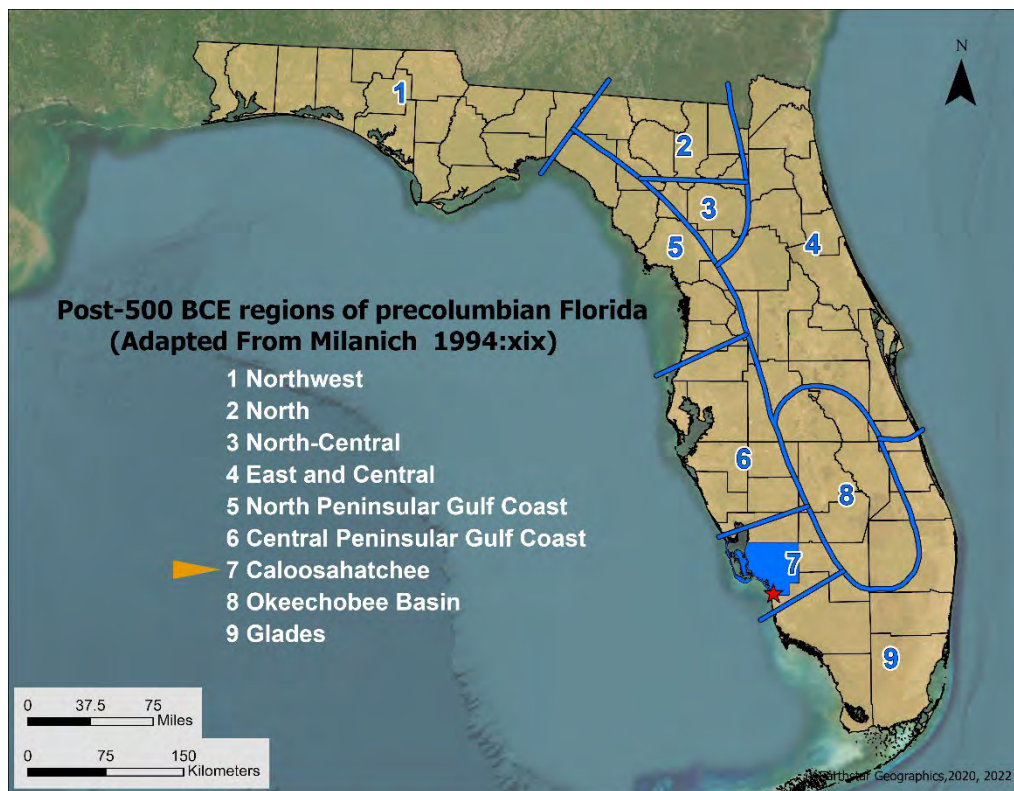 N
1
2
3
4
5
Post-500 BCE regions of precolumbian Florida
(Adapted From Milanich 1994:xix)
1 Northwest
2 North
3 North-Central
4 East and Central
5 North Peninsular Gulf Coast
6 Central Peninsular Gulf Coast
7 Caloosahatchee
8 Okeechobee Basin
9 Glades
6
8
7
9
0 37.5 75
Miles
0 75 150
Kilometers
Geographics,2020, 2022